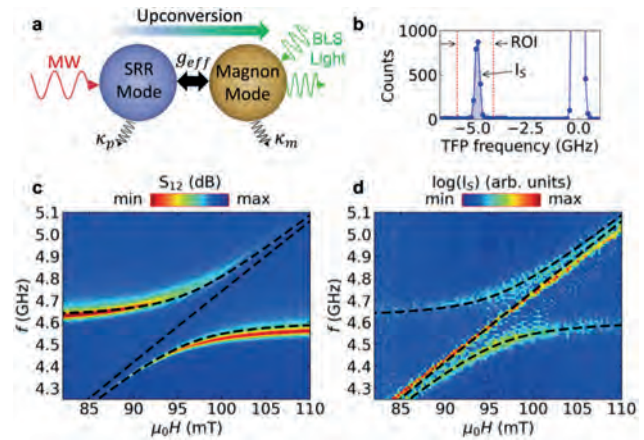 a
Upconversion
MW
SRR
Mode
g_eff
Magnon
Mode
BLS
Light
κ_p
κ_m
b
Counts
1000
500
0
ROI
I_S
−5.0 −2.5 0.0
TFP frequency (GHz)
c
S₁₂ (dB)
min max
f (GHz)
5.1
5.0
4.9
4.8
4.7
4.6
4.5
4.4
4.3
85 90 95 100 105 110
μ₀H (mT)
d
log(I_S) (arb. units)
min max
f (GHz)
5.1
5.0
4.9
4.8
4.7
4.6
4.5
4.4
4.3
85 90 95 100 105 110
μ₀H (mT)